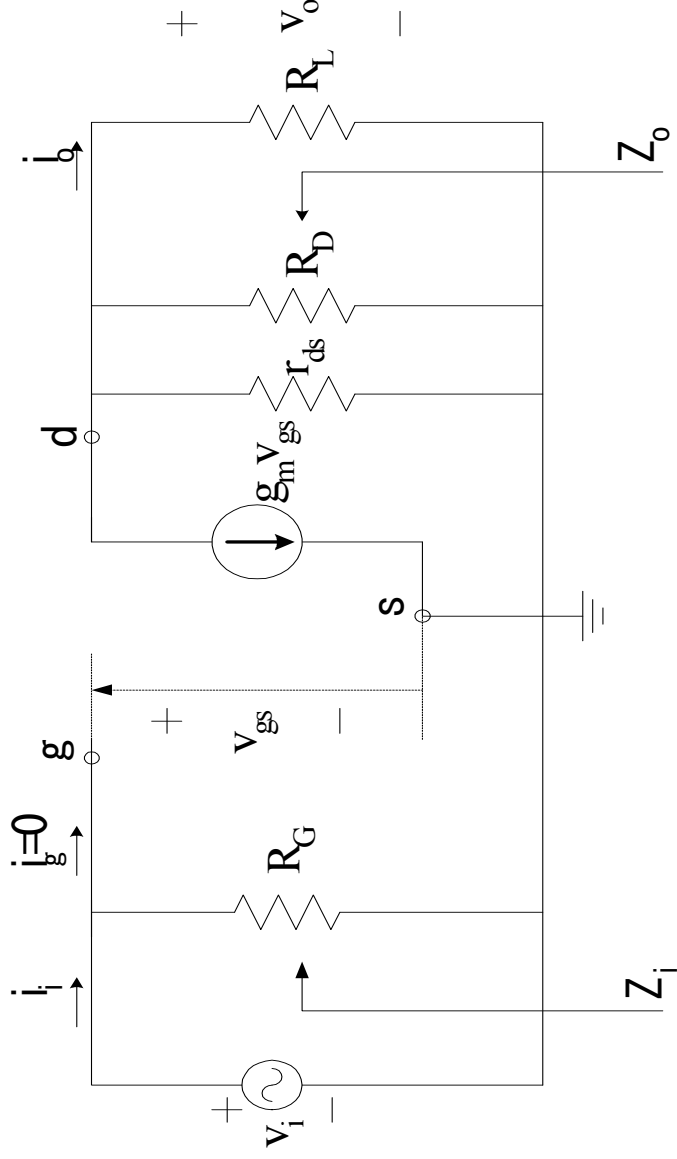 i_i
i_g=0
g
d
i_o
+
v_i
−
R_G
+
v_gs
−
s
g_m v_gs
r_ds
R_D
R_L
+
v_o
−
Z_i
Z_o